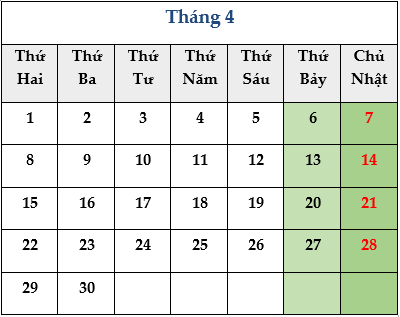 Tháng 4
Thứ Hai Thứ Ba Thứ Tư Thứ Năm Thứ Sáu Thứ Bảy Chủ Nhật
1 2 3 4 5 6 7
8 9 10 11 12 13 14
15 16 17 18 19 20 21
22 23 24 25 26 27 28
29 30